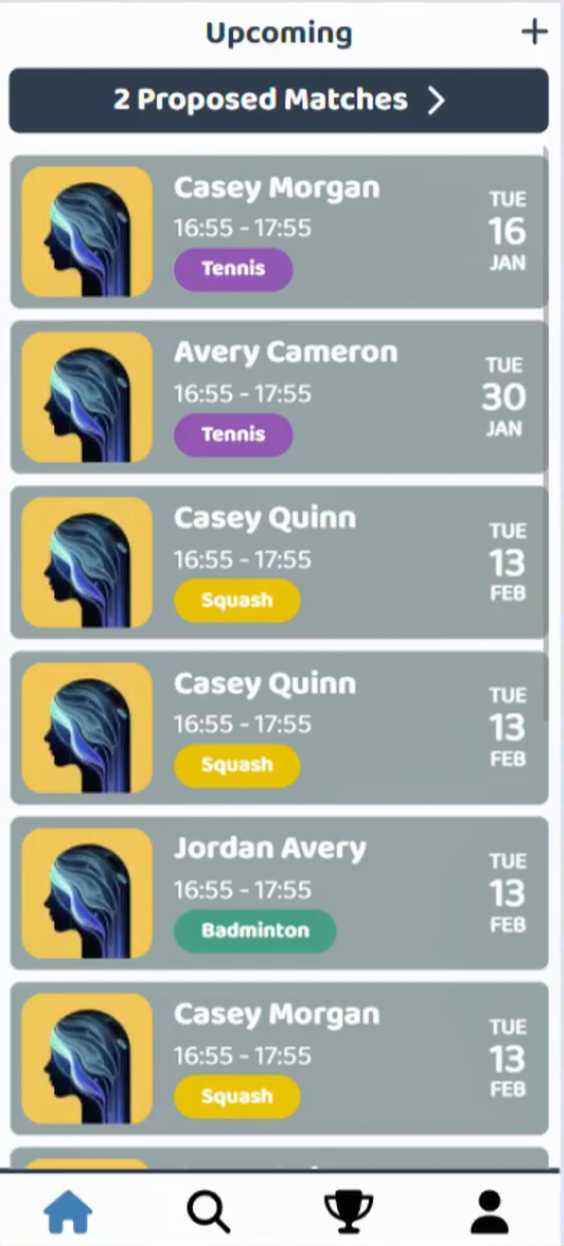 Upcoming +
2 Proposed Matches >
Casey Morgan
16:55 - 17:55
Tennis
TUE
16
JAN
Avery Cameron
16:55 - 17:55
Tennis
TUE
30
JAN
Casey Quinn
16:55 - 17:55
Squash
TUE
13
FEB
Casey Quinn
16:55 - 17:55
Squash
TUE
13
FEB
Jordan Avery
16:55 - 17:55
Badminton
TUE
13
FEB
Casey Morgan
16:55 - 17:55
Squash
TUE
13
FEB